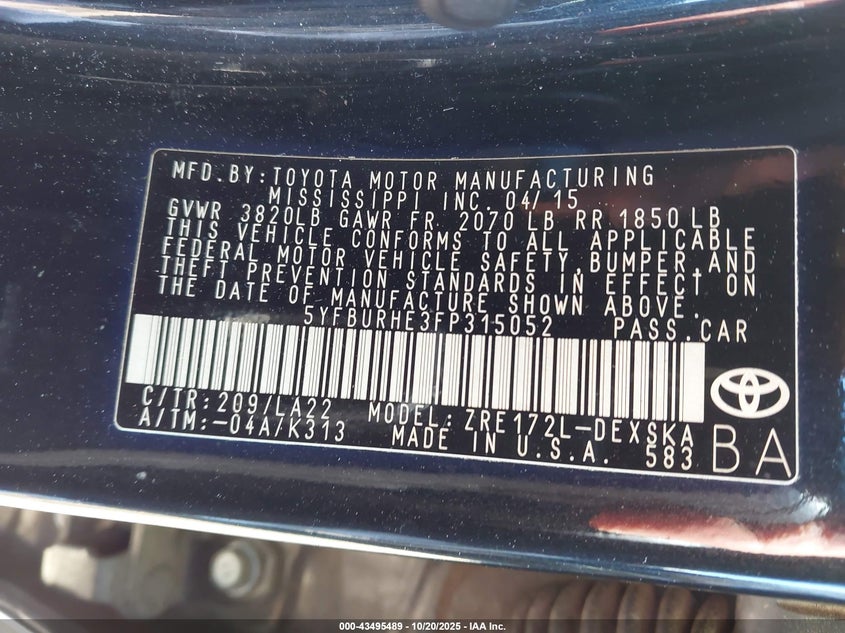 MFD.BY:TOYOTA MOTOR MANUFACTURING
MISSISSIPPI INC. 04/15
GVWR 3820LB GAWR FR. 2070 LB RR 1850 LB
THIS VEHICLE CONFORMS TO ALL APPLICABLE
FEDERAL MOTOR VEHICLE SAFETY,BUMPER,AND
THEFT PREVENTION STANDARDS IN EFFECT ON
THE DATE OF MANUFACTURE SHOWN ABOVE.
5YFBURHE3FP315052 PASS.CAR
C/TR:209/LA22 MODEL:ZRE172L-DEXSKA
A/TM:-04A/K313 MADE IN U.S.A. 583
BA
000-43495489 - 10/20/2025 - IAA Inc.